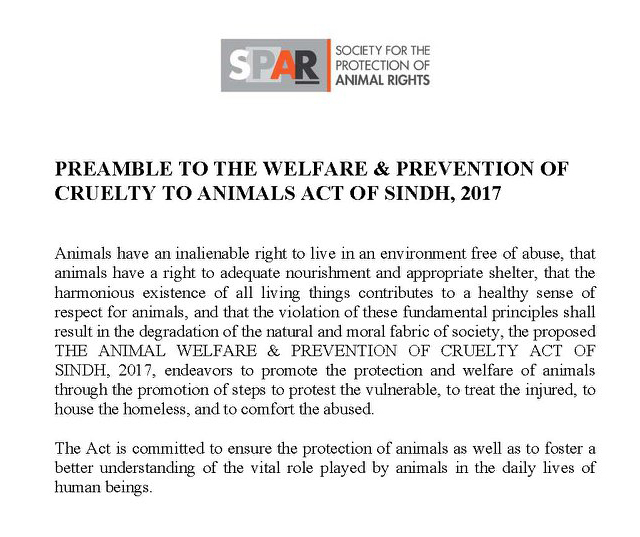 SPAR
SOCIETY FOR THE
PROTECTION OF
ANIMAL RIGHTS
PREAMBLE TO THE WELFARE & PREVENTION OF
CRUELTY TO ANIMALS ACT OF SINDH, 2017
Animals have an inalienable right to live in an environment free of abuse, that
animals have a right to adequate nourishment and appropriate shelter, that the
harmonious existence of all living things contributes to a healthy sense of
respect for animals, and that the violation of these fundamental principles shall
result in the degradation of the natural and moral fabric of society, the proposed
THE ANIMAL WELFARE & PREVENTION OF CRUELTY ACT OF
SINDH, 2017, endeavors to promote the protection and welfare of animals
through the promotion of steps to protest the vulnerable, to treat the injured, to
house the homeless, and to comfort the abused.
The Act is committed to ensure the protection of animals as well as to foster a
better understanding of the vital role played by animals in the daily lives of
human beings.